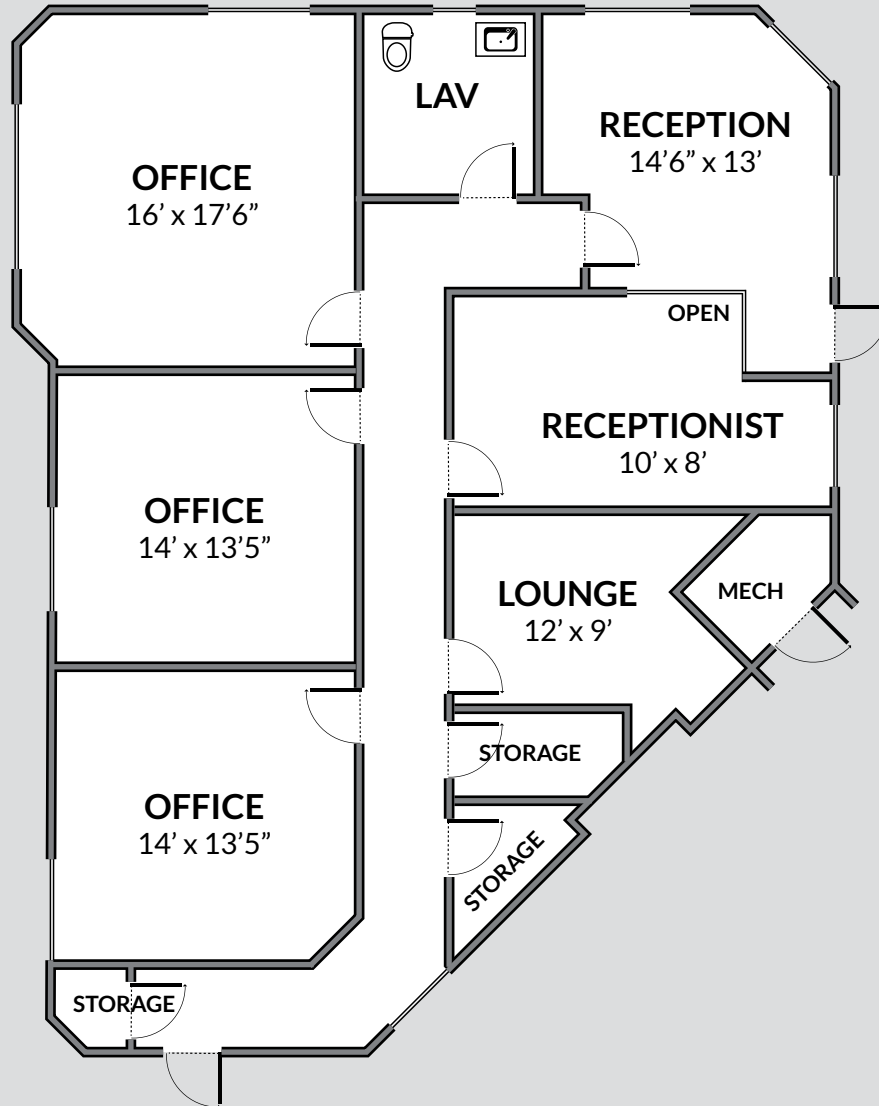 LAV
RECEPTION
14’6” x 13’
OFFICE
16’ x 17’6”
OPEN
RECEPTIONIST
10’ x 8’
OFFICE
14’ x 13’5”
LOUNGE
12’ x 9’
MECH
STORAGE
OFFICE
14’ x 13’5”
STORAGE
STORAGE